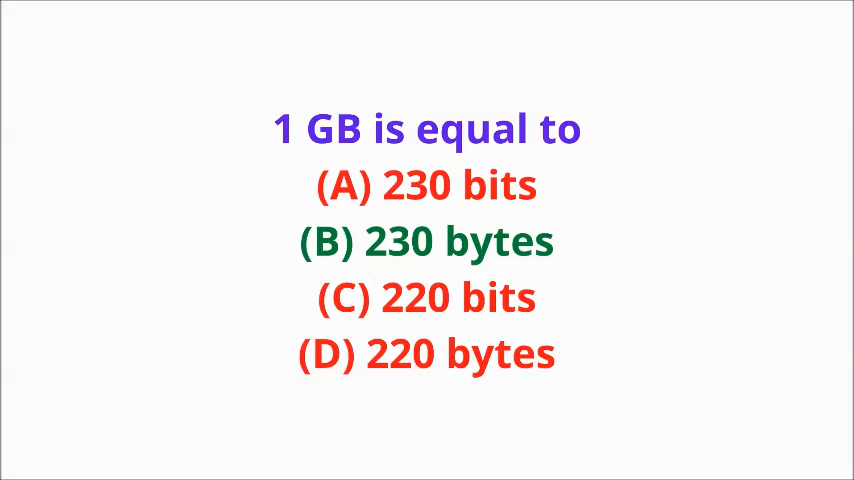 1 GB is equal to
(A) 230 bits
(B) 230 bytes
(C) 220 bits
(D) 220 bytes